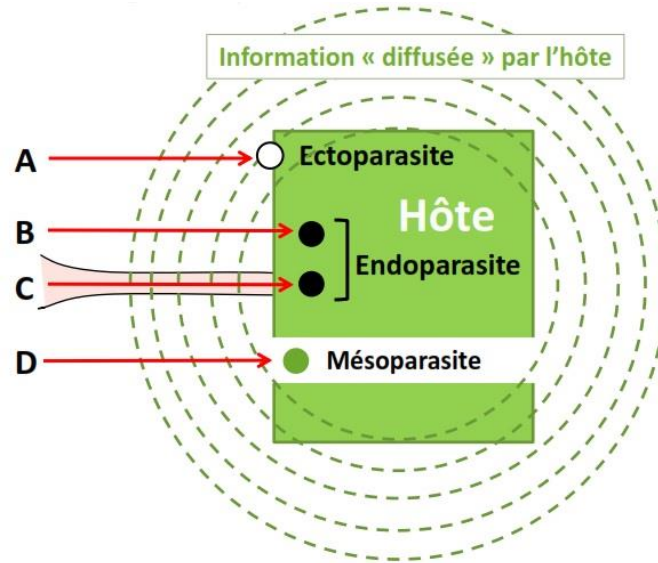 Information « diffusée » par l'hôte
A
Ectoparasite
Hôte
B
Endoparasite
C
D
Mésoparasite